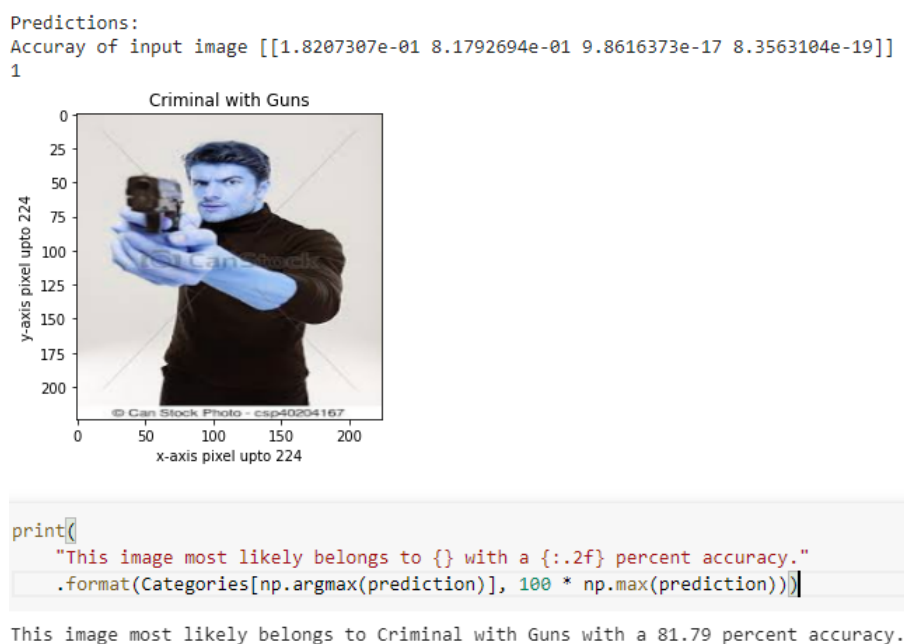 Predictions:
Accuray of input image [[1.8207307e-01 8.1792694e-01 9.8616373e-17 8.3563104e-19]]
1
Criminal with Guns
0
25
50
75
100
125
150
175
200
y-axis pixel upto 224
© CanStock
© Can Stock Photo - csp40204167
0 50 100 150 200
x-axis pixel upto 224
print(
"This image most likely belongs to {} with a {:.2f} percent accuracy."
.format(Categories[np.argmax(prediction)], 100 * np.max(prediction)))
This image most likely belongs to Criminal with Guns with a 81.79 percent accuracy.